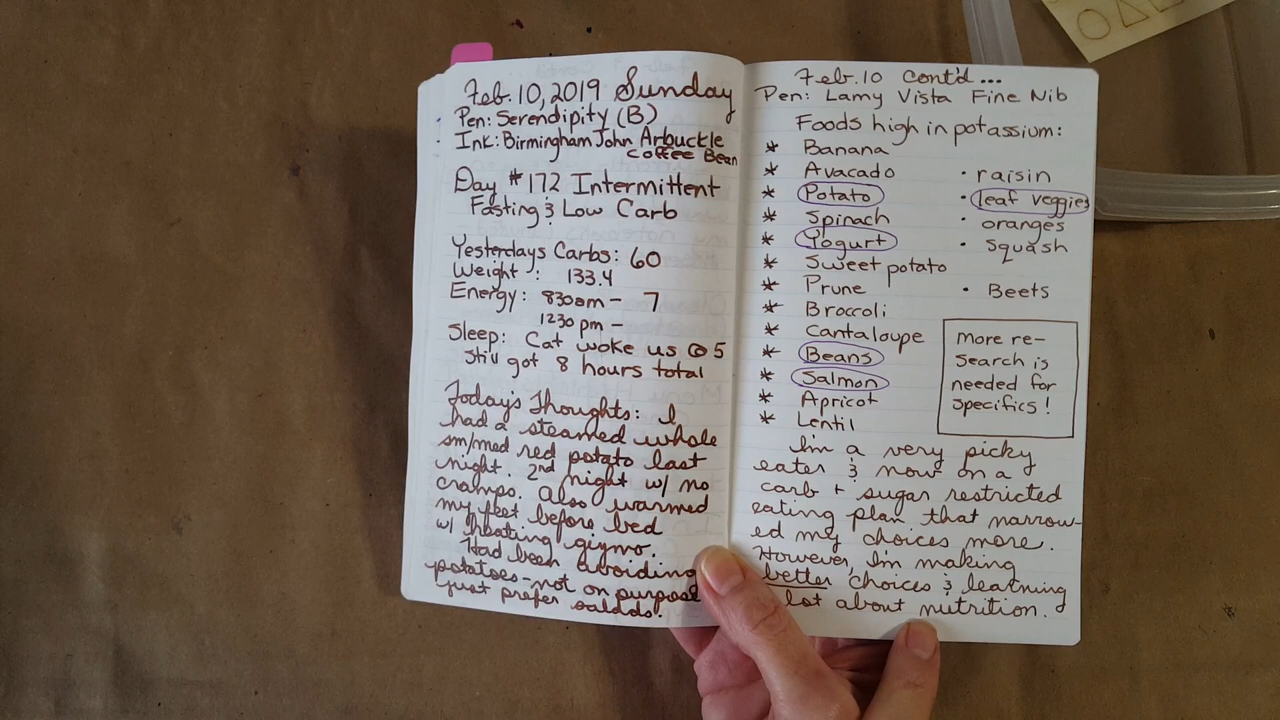 Feb. 10, 2019 Sunday
Pen: Serendipity (B)
Ink: Birmingham John Arbuckle
Coffee Bean
Day #172 Intermittent
Fasting & Low Carb
Yesterdays Carbs: 60
Weight: 133.4
Energy: 830am - 7
1230 pm -
Sleep: Cat woke us @ 5
Still got 8 hours total
Today's Thoughts: I
had a steamed whole
sm/med red potato last
night. 2nd night w/ no
cramps. Also warmed
my feet before bed
w/ heating gizmo.
Had been avoiding
potatoes - not on purpose
just prefer salads.
Feb. 10 Cont'd...
Pen: Lamy Vista Fine Nib
Foods high in potassium:
* Banana
* Avacado
* Potato
* Spinach
* Yogurt
* Sweet potato
* Prune
* Broccoli
* Cantaloupe
* Beans
* Salmon
* Apricot
* Lentil
• raisin
• leaf veggies
• oranges
• Squash
• Beets
More re-
search is
needed for
specifics!
I'm a very picky
eater & now on a
carb + sugar restricted
eating plan that narrow-
ed my choices more.
However, I'm making
better choices & learning
lot about nutrition.